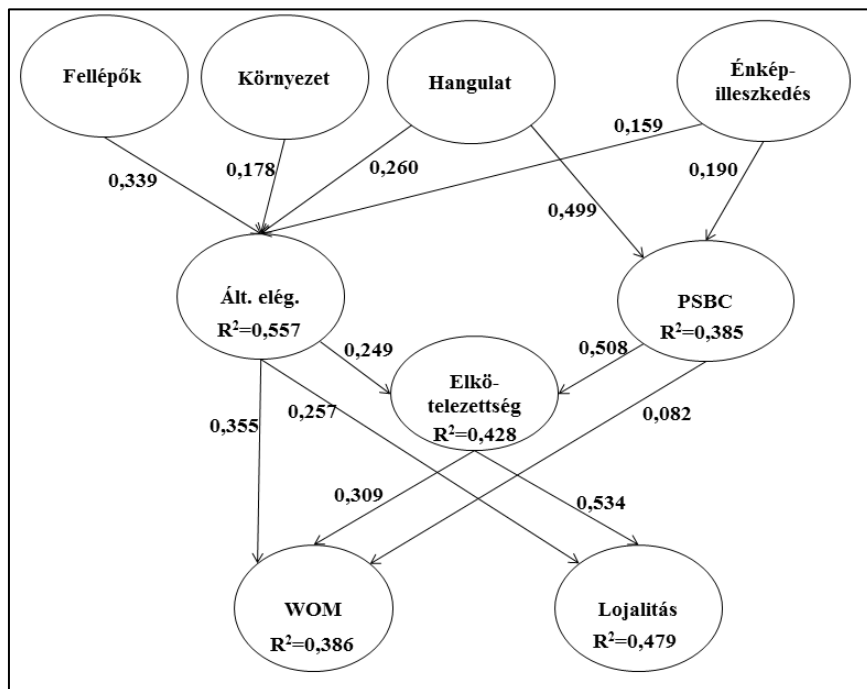 Fellépők
Környezet
Hangulat
Énkép-
illeszkedés
0,339
0,178
0,260
0,159
0,499
0,190
Ált. elég.
R²=0,557
PSBC
R²=0,385
0,249
0,508
Elkö-
telezettség
R²=0,428
0,355
0,257
0,082
0,309
0,534
WOM
R²=0,386
Lojalitás
R²=0,479